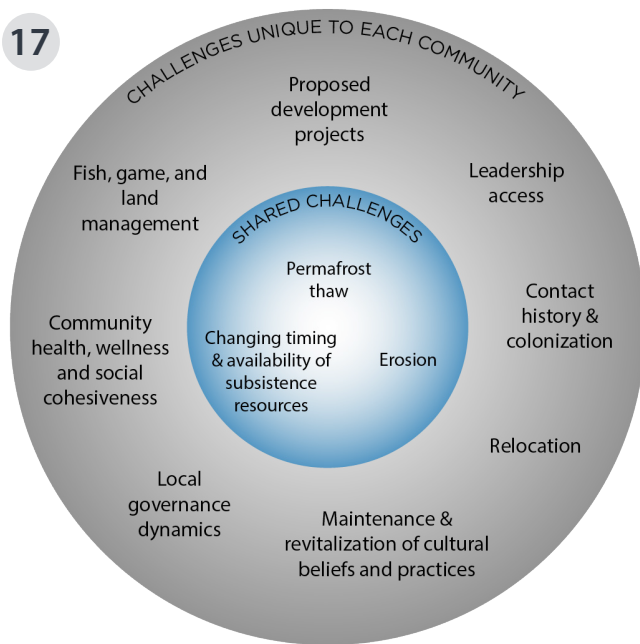 17
CHALLENGES UNIQUE TO EACH COMMUNITY
Proposed
development
projects
Fish, game, and
land
management
Leadership
access
SHARED CHALLENGES
Permafrost
thaw
Changing timing
& availability of
subsistence
resources
Erosion
Contact
history &
colonization
Community
health, wellness
and social
cohesiveness
Relocation
Local
governance
dynamics
Maintenance &
revitalization of cultural
beliefs and practices